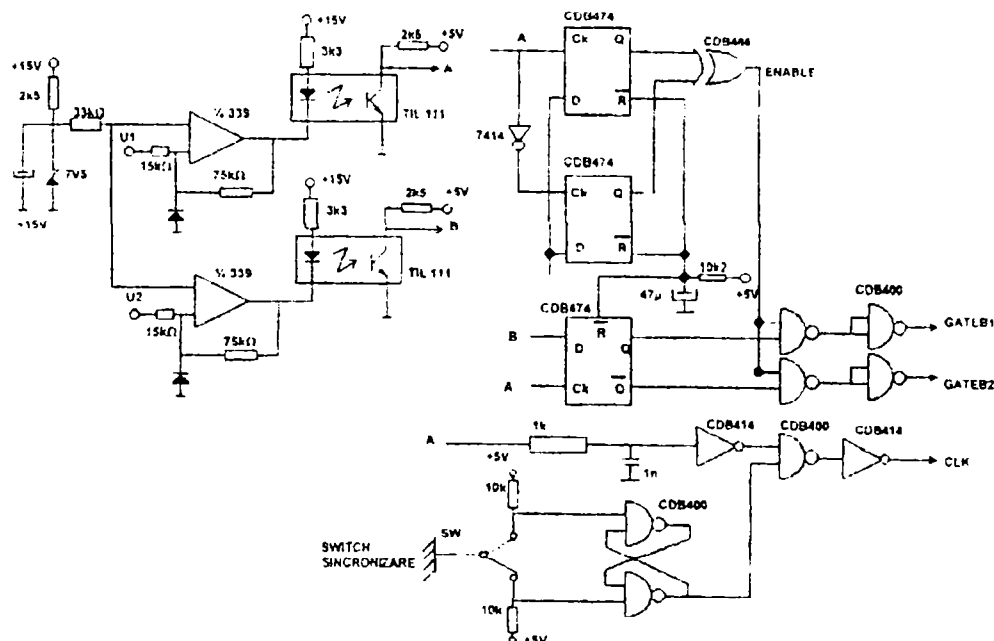 +15V
2k5
33kΩ
7V5
+15V
U1
15kΩ
¼ 339
75kΩ
+15V
3k3
2k5
+5V
A
TIL 111
+15V
3k3
2k5
+5V
B
TIL 111
U2
15kΩ
¼ 339
75kΩ
CDB474
A
Ck
Q
D
R
ENABLE
7414
CDB474
Ck
Q
D
R
10k2
+5V
47µ
CDB474
R
B
D
Q
A
Ck
Q
CDB400
GATEB1
GATEB2
A
1k
1n
CDB414
CDB400
CDB414
CLK
+5V
10k
SW
SWITCH
SINCRONIZARE
CDB400
10k
+5V